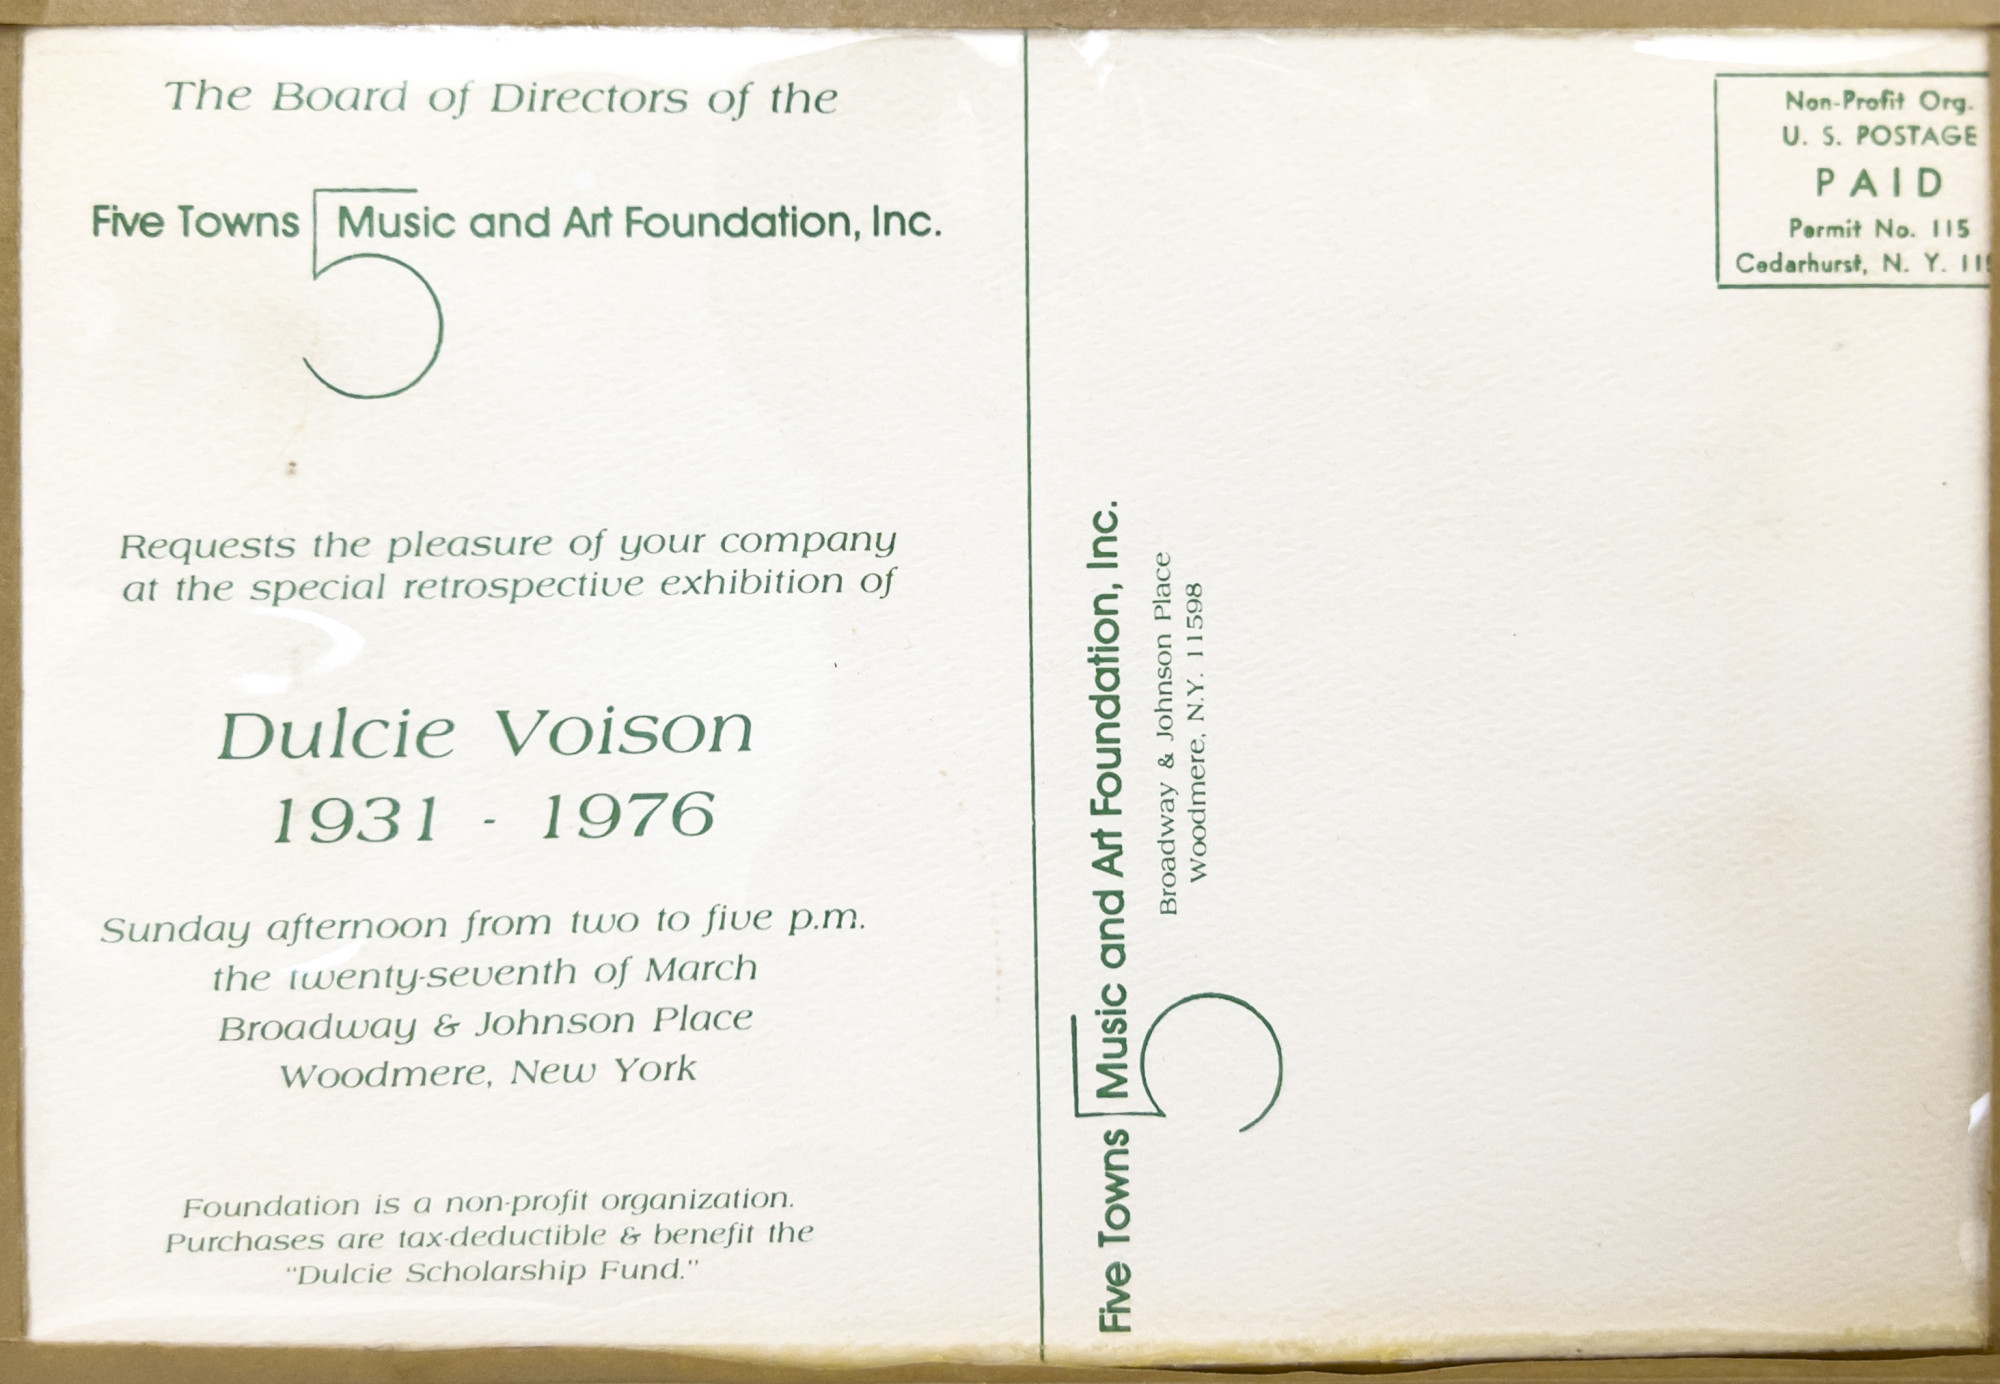 The Board of Directors of the
Five Towns 5 Music and Art Foundation, Inc.
Requests the pleasure of your company
at the special retrospective exhibition of
Dulcie Voison
1931 - 1976
Sunday afternoon from two to five p.m.
the twenty-seventh of March
Broadway & Johnson Place
Woodmere, New York
Foundation is a non-profit organization.
Purchases are tax-deductible & benefit the
"Dulcie Scholarship Fund."
Five Towns 5 Music and Art Foundation, Inc.
Broadway & Johnson Place
Woodmere, N.Y. 11598
Non-Profit Org.
U. S. POSTAGE
PAID
Permit No. 115
Cedarhurst, N. Y.